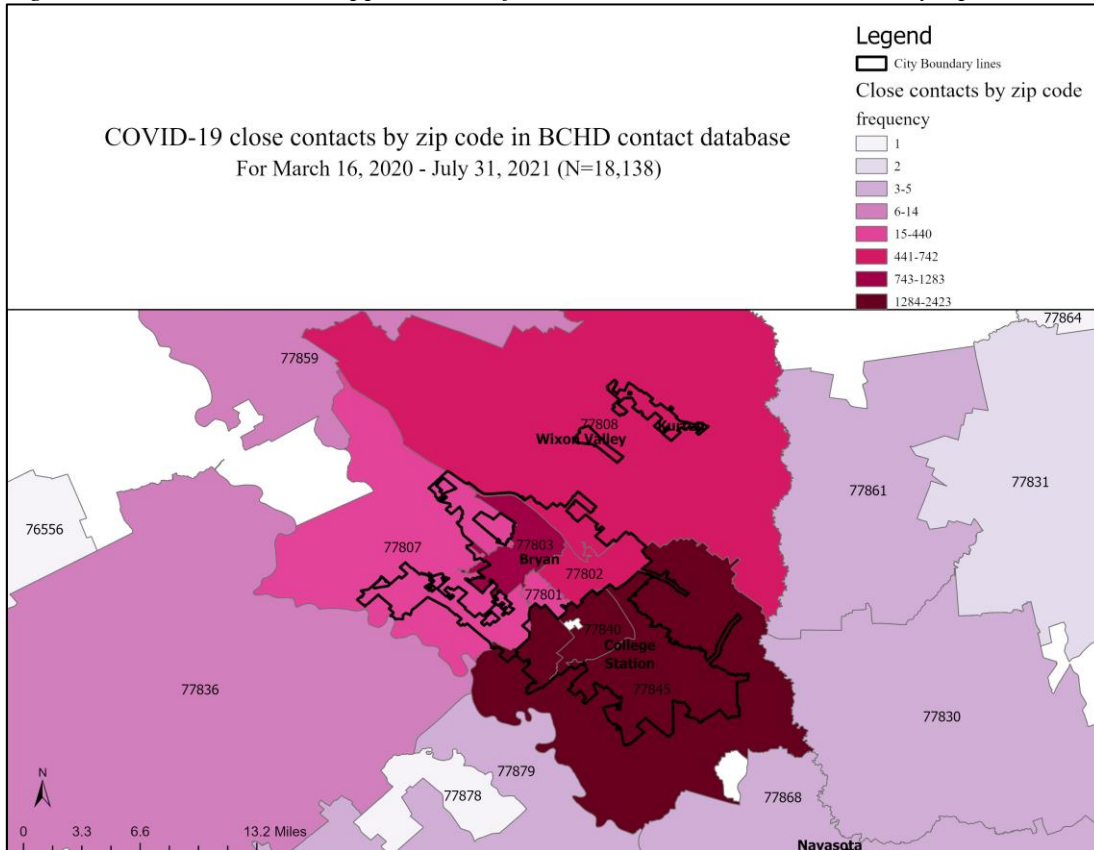 Legend
City Boundary lines
Close contacts by zip code
frequency
1
2
3-5
6-14
15-440
441-742
743-1283
1284-2423
COVID-19 close contacts by zip code in BCHD contact database
For March 16, 2020 - July 31, 2021 (N=18,138)
77864
77859
77808
Kurten
Wixon Valley
77861
77831
76556
77807
77803
Bryan
77802
77801
77840
College
Station
77836
77845
77830
77879
77878
77868
N
0 3.3 6.6 13.2 Miles
Navasota